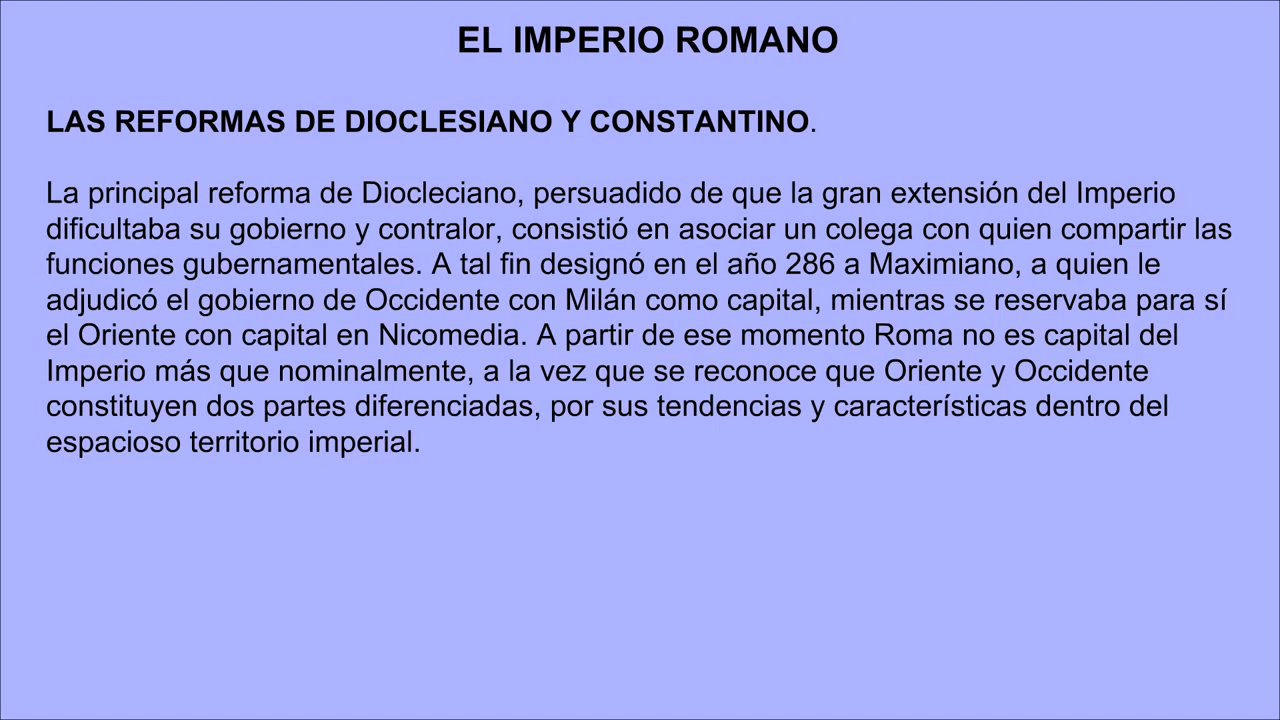 EL IMPERIO ROMANO
LAS REFORMAS DE DIOCLESIANO Y CONSTANTINO.
La principal reforma de Diocleciano, persuadido de que la gran extensión del Imperio
dificultaba su gobierno y contralor, consistió en asociar un colega con quien compartir las
funciones gubernamentales. A tal fin designó en el año 286 a Maximiano, a quien le
adjudicó el gobierno de Occidente con Milán como capital, mientras se reservaba para sí
el Oriente con capital en Nicomedia. A partir de ese momento Roma no es capital del
Imperio más que nominalmente, a la vez que se reconoce que Oriente y Occidente
constituyen dos partes diferenciadas, por sus tendencias y características dentro del
espacioso territorio imperial.